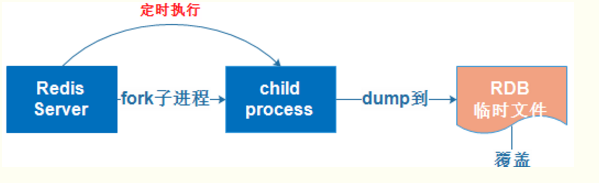 定时执行
Redis
Server
fork子进程
child
process
dump到
RDB
临时文件
覆盖